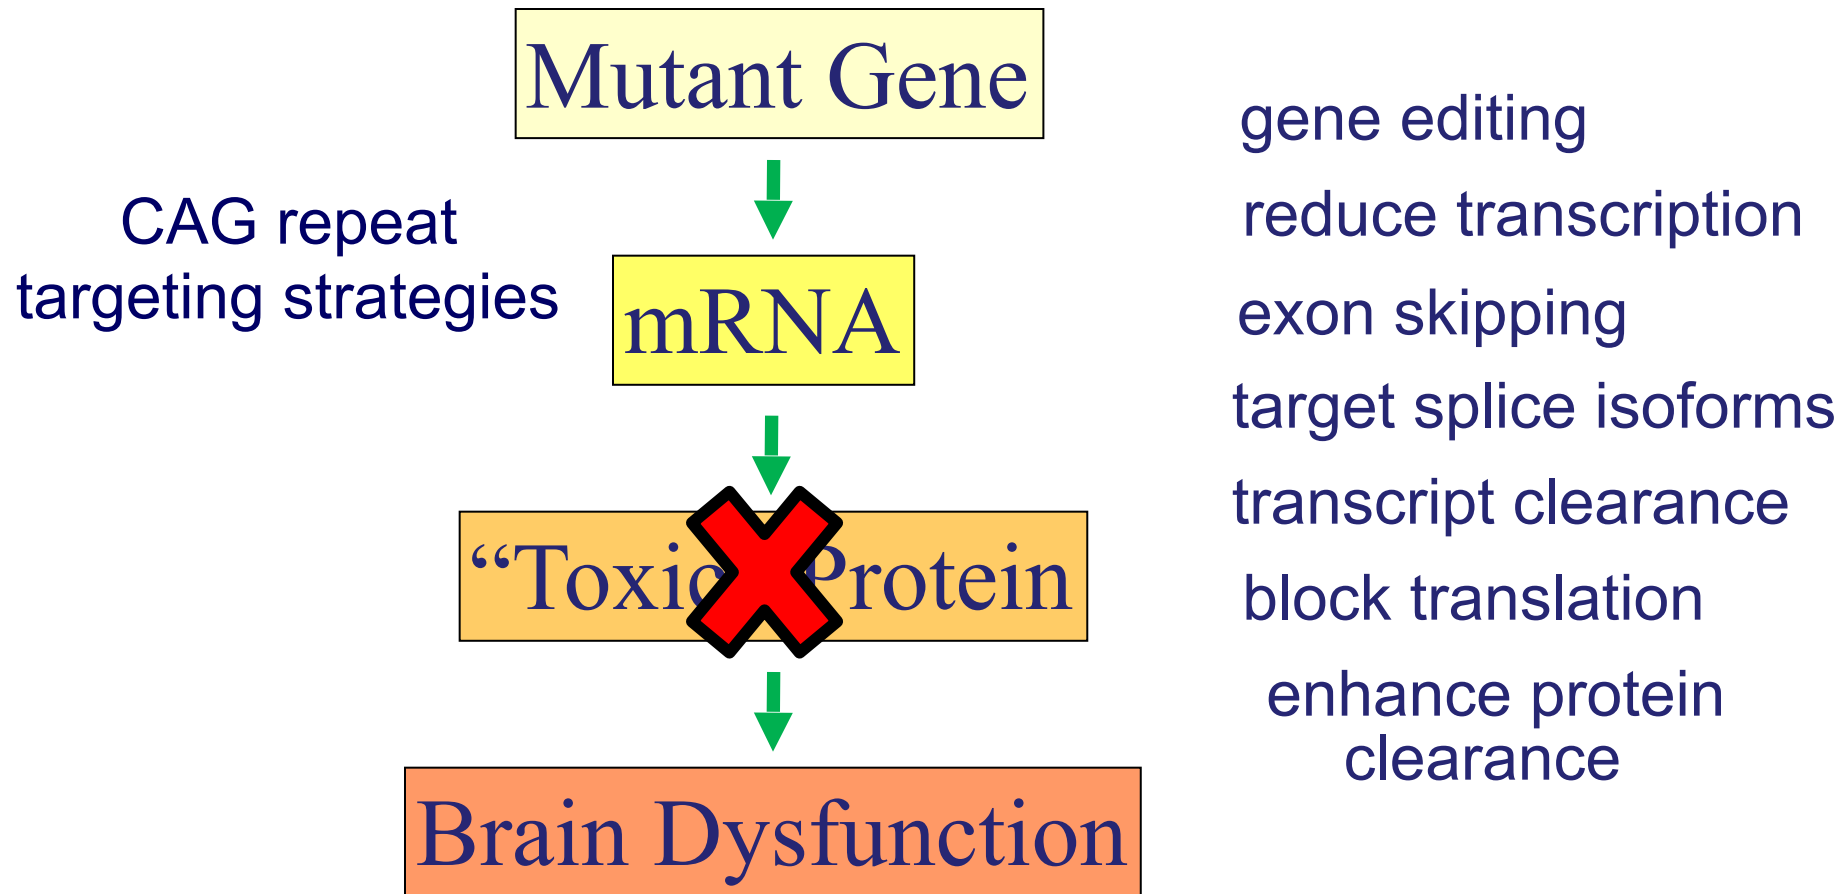 Mutant Gene
CAG repeat
targeting strategies
mRNA
“Toxic Protein
Brain Dysfunction
gene editing
reduce transcription
exon skipping
target splice isoforms
transcript clearance
block translation
enhance protein
clearance